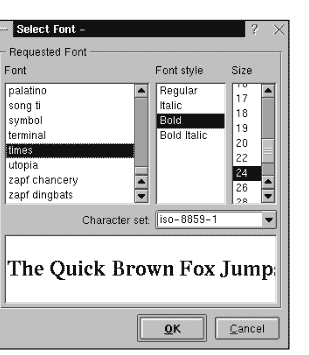 Select Font -
Requested Font
Font
Font style
Size
palatino
song ti
symbol
terminal
times
utopia
zapf chancery
zapf dingbats
Regular
Italic
Bold
Bold Italic
17
18
19
20
22
24
26
28
Character set: iso-8859-1
The Quick Brown Fox Jump
OK
Cancel